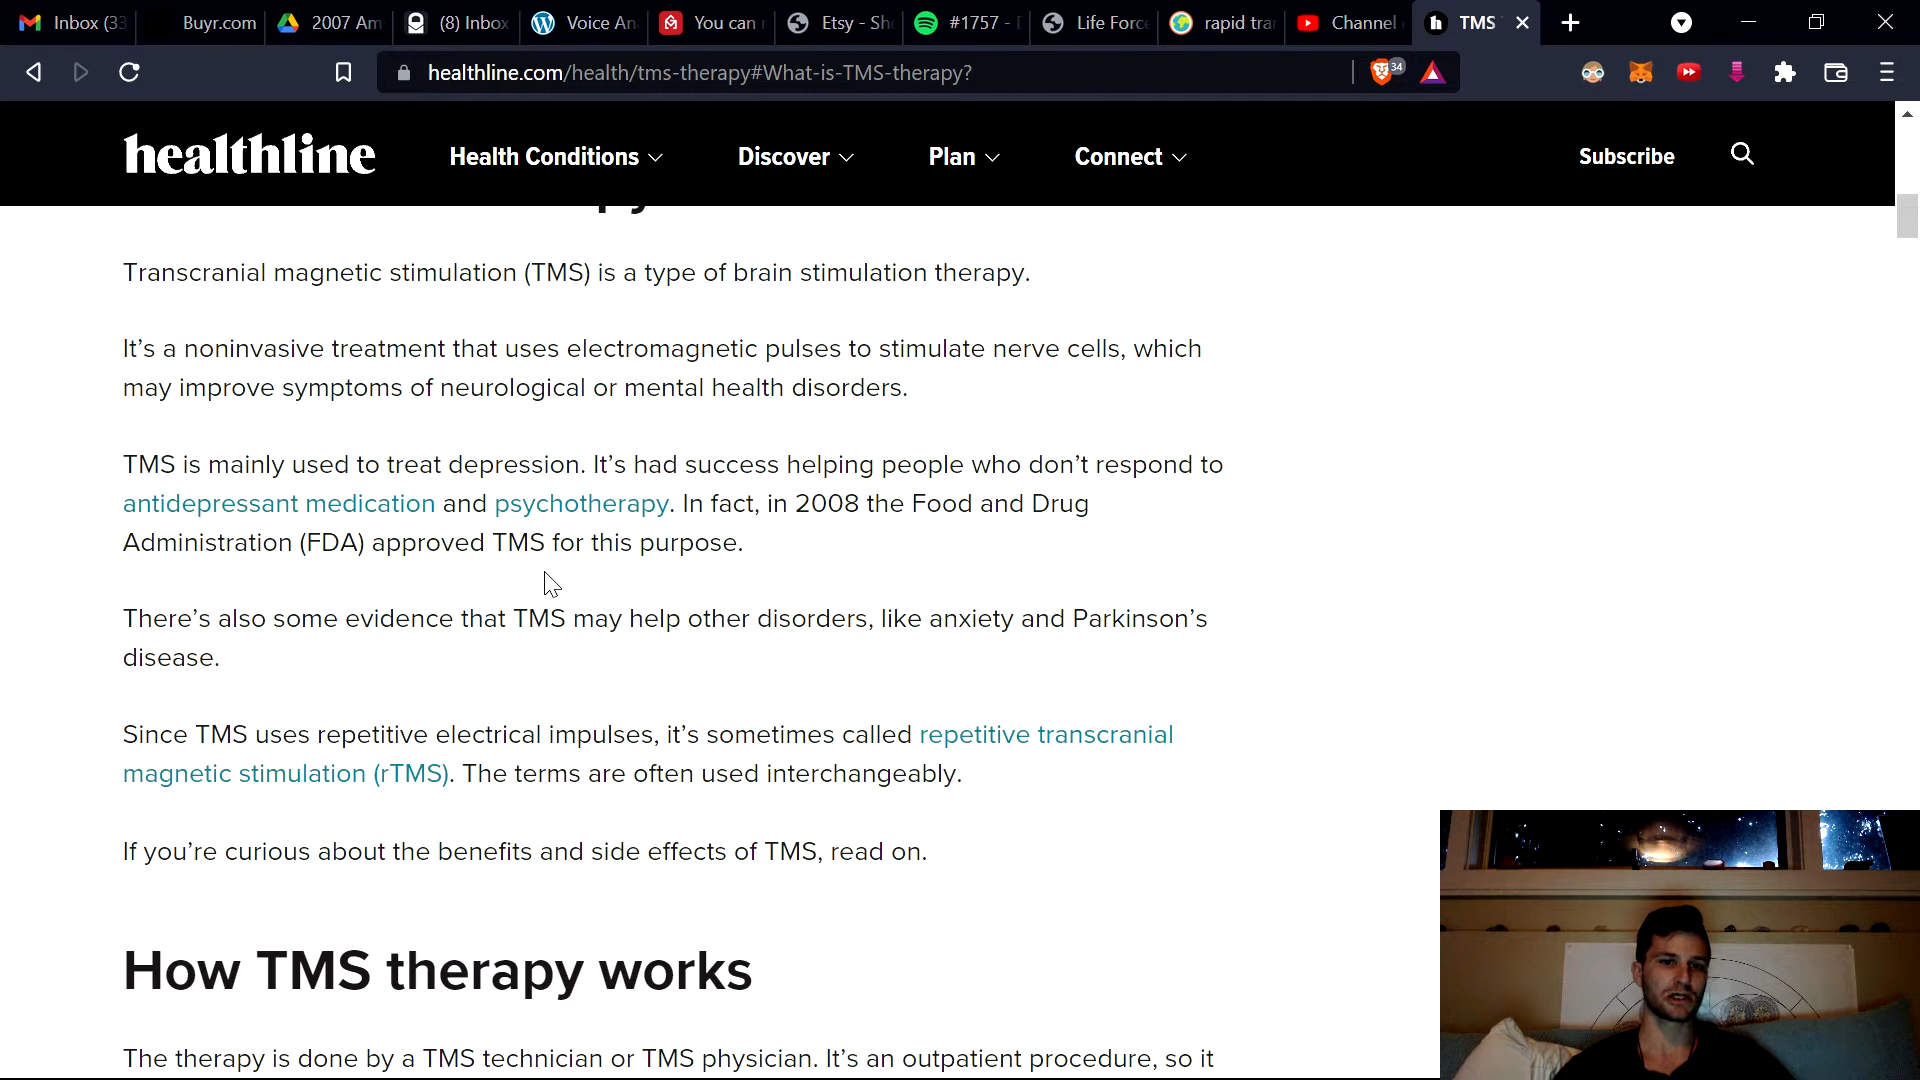 Inbox (33
Buyr.com
2007 Am
(8) Inbox
Voice An
You can
Etsy - Sh
#1757 -
Life Force
rapid tra
Channel
TMS
healthline.com/health/tms-therapy#What-is-TMS-therapy?
34
healthline
Health Conditions
Discover
Plan
Connect
Subscribe
Transcranial magnetic stimulation (TMS) is a type of brain stimulation therapy.
It’s a noninvasive treatment that uses electromagnetic pulses to stimulate nerve cells, which
may improve symptoms of neurological or mental health disorders.
TMS is mainly used to treat depression. It’s had success helping people who don’t respond to
antidepressant medication and psychotherapy. In fact, in 2008 the Food and Drug
Administration (FDA) approved TMS for this purpose.
There’s also some evidence that TMS may help other disorders, like anxiety and Parkinson’s
disease.
Since TMS uses repetitive electrical impulses, it’s sometimes called repetitive transcranial
magnetic stimulation (rTMS). The terms are often used interchangeably.
If you’re curious about the benefits and side effects of TMS, read on.
How TMS therapy works
The therapy is done by a TMS technician or TMS physician. It’s an outpatient procedure, so it